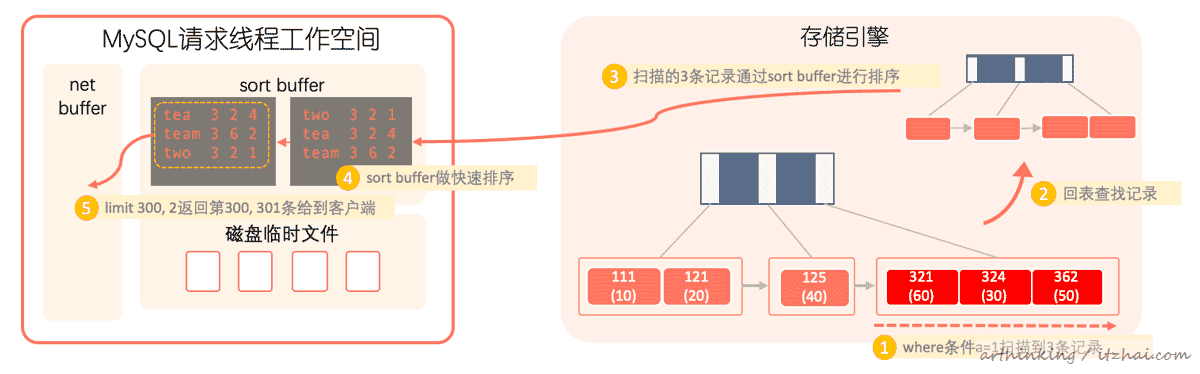 MySQL请求线程工作空间
net
buffer
sort buffer
tea 3 2 4
team 3 6 2
two 3 2 1
two 3 2 1
tea 3 2 4
team 3 6 2
4 sort buffer做快速排序
5 limit 300, 2返回第300, 301条给到客户端
磁盘临时文件
存储引擎
3 扫描的3条记录通过sort buffer进行排序
2 回表查找记录
111
(10)
121
(20)
125
(40)
321
(60)
324
(30)
362
(50)
1 where条件a=1扫描到3条记录
arthinking / itzhai.com